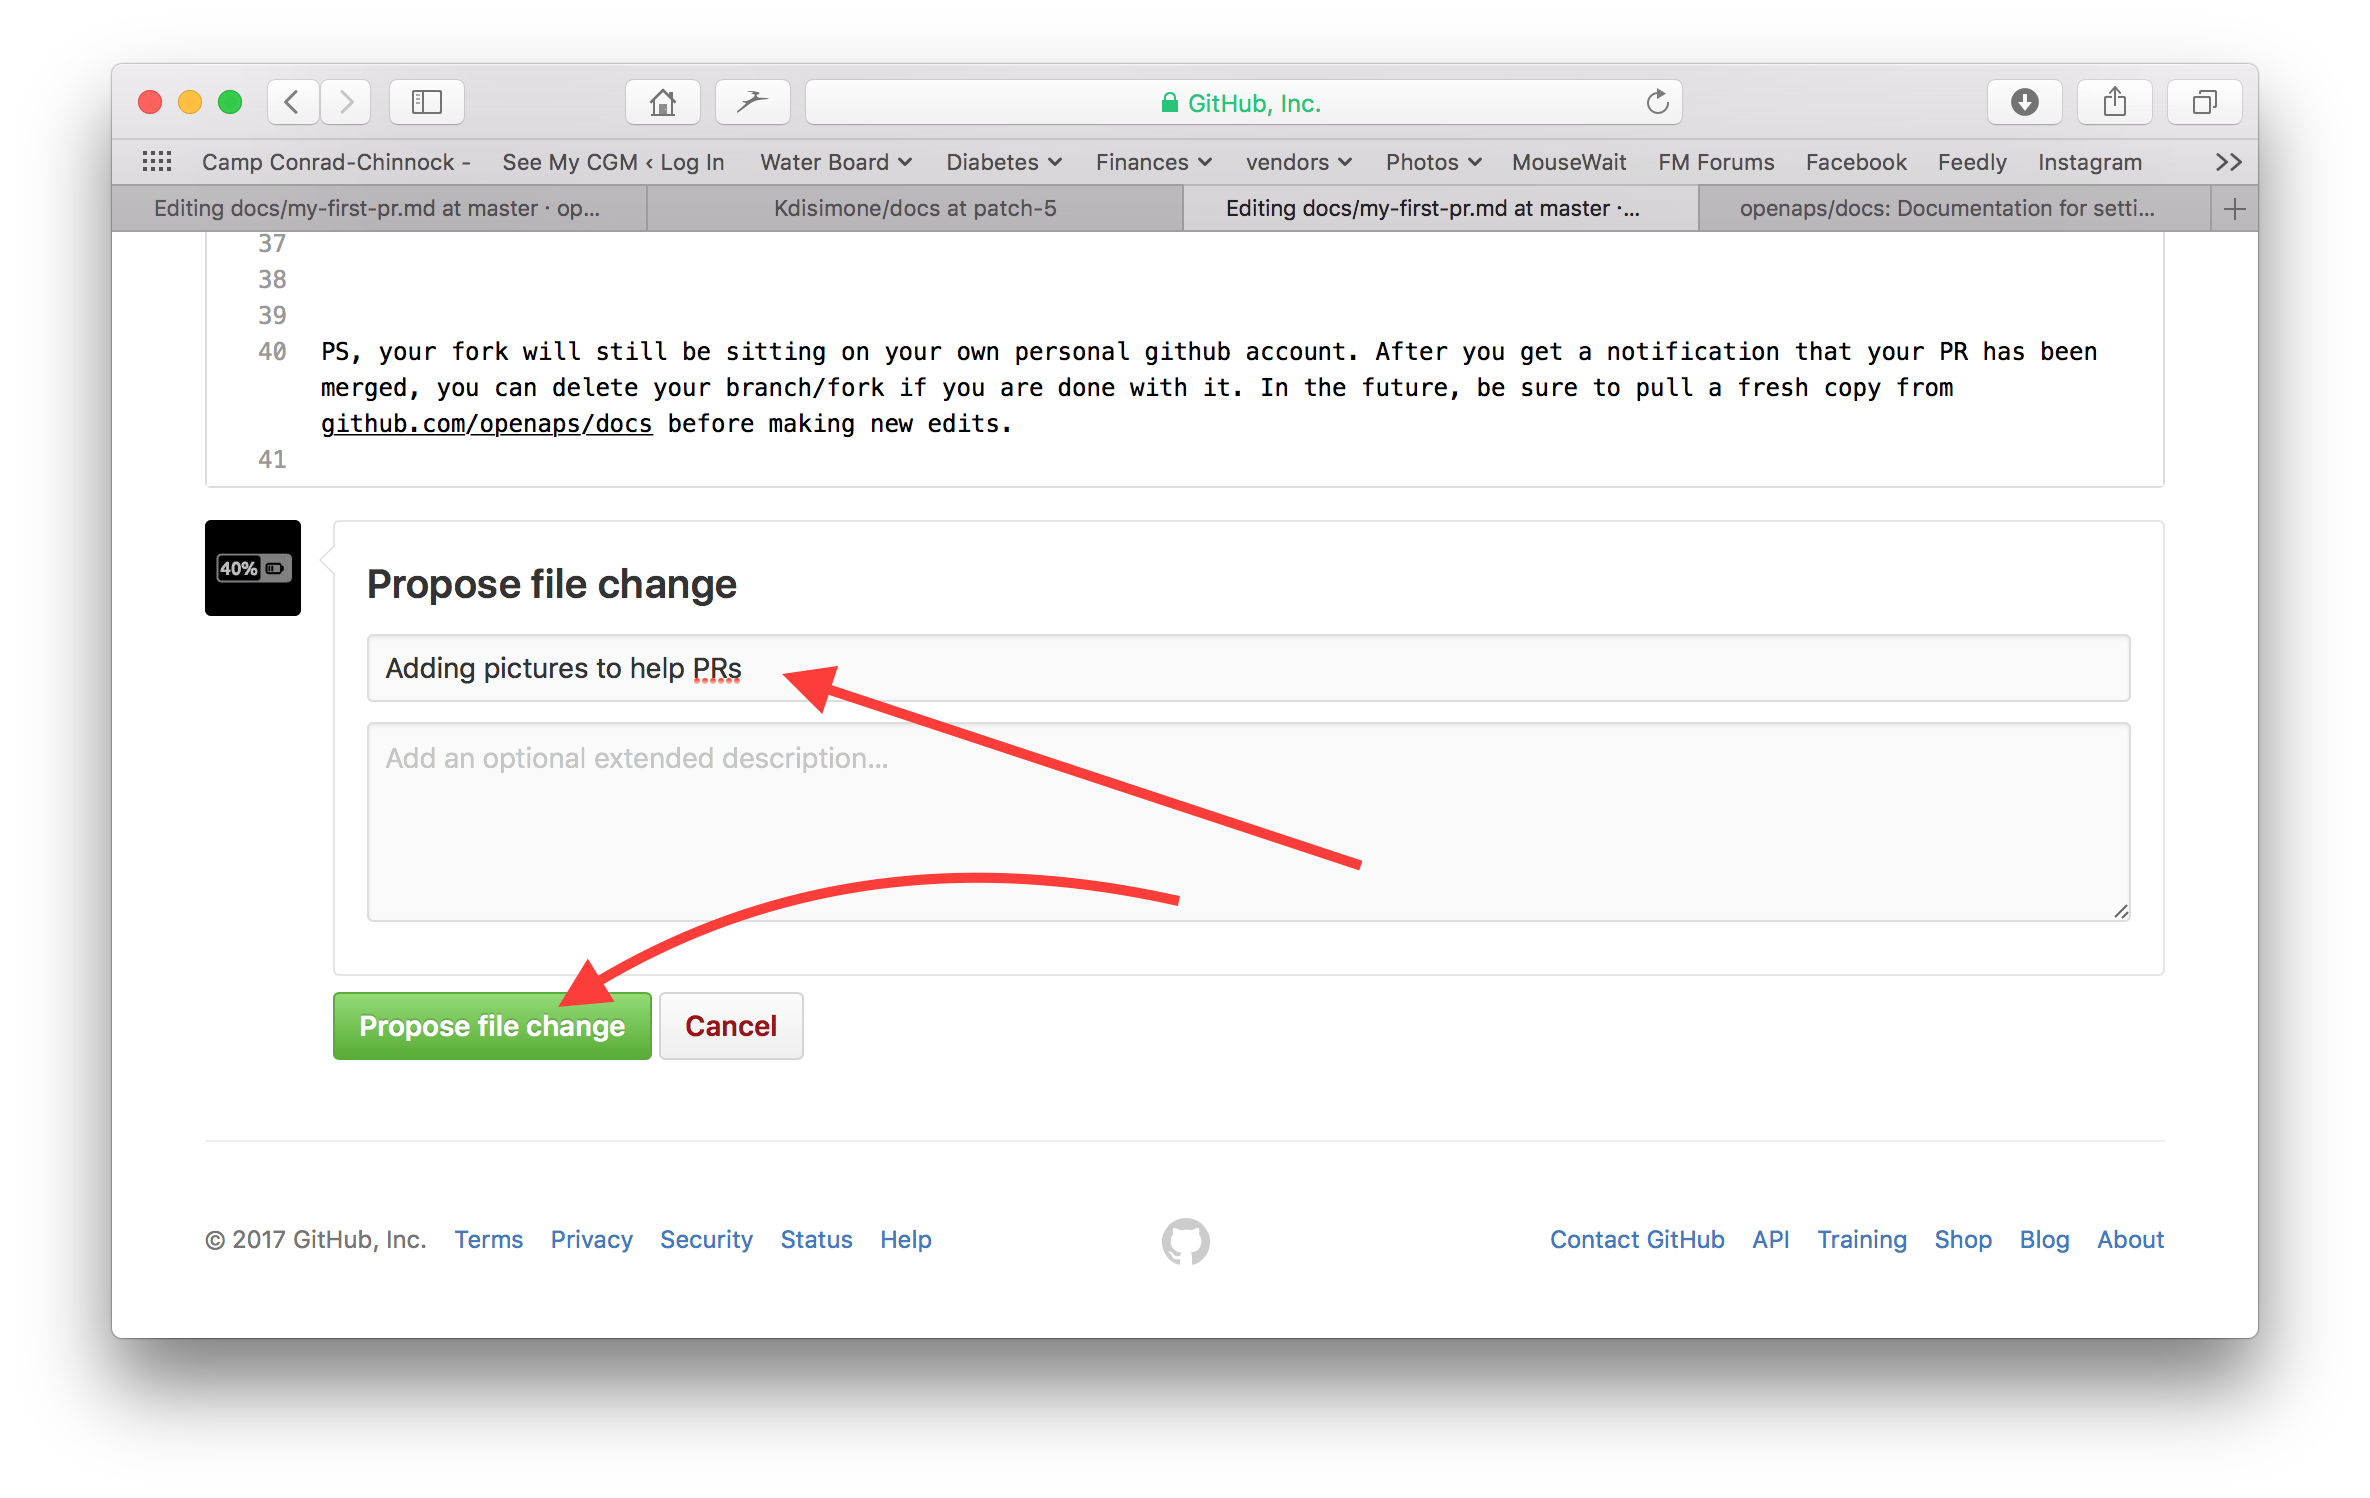 GitHub, Inc.
Camp Conrad-Chinnock - See My CGM ‹ Log In Water Board Diabetes Finances vendors Photos MouseWait FM Forums Facebook Feedly Instagram
Editing docs/my-first-pr.md at master · op... Kdisimone/docs at patch-5 Editing docs/my-first-pr.md at master ·... openaps/docs: Documentation for setti...
37
38
39
40 PS, your fork will still be sitting on your own personal github account. After you get a notification that your PR has been
merged, you can delete your branch/fork if you are done with it. In the future, be sure to pull a fresh copy from
github.com/openaps/docs before making new edits.
41
40%
Propose file change
Adding pictures to help PRs
Add an optional extended description...
Propose file change Cancel
© 2017 GitHub, Inc. Terms Privacy Security Status Help Contact GitHub API Training Shop Blog About